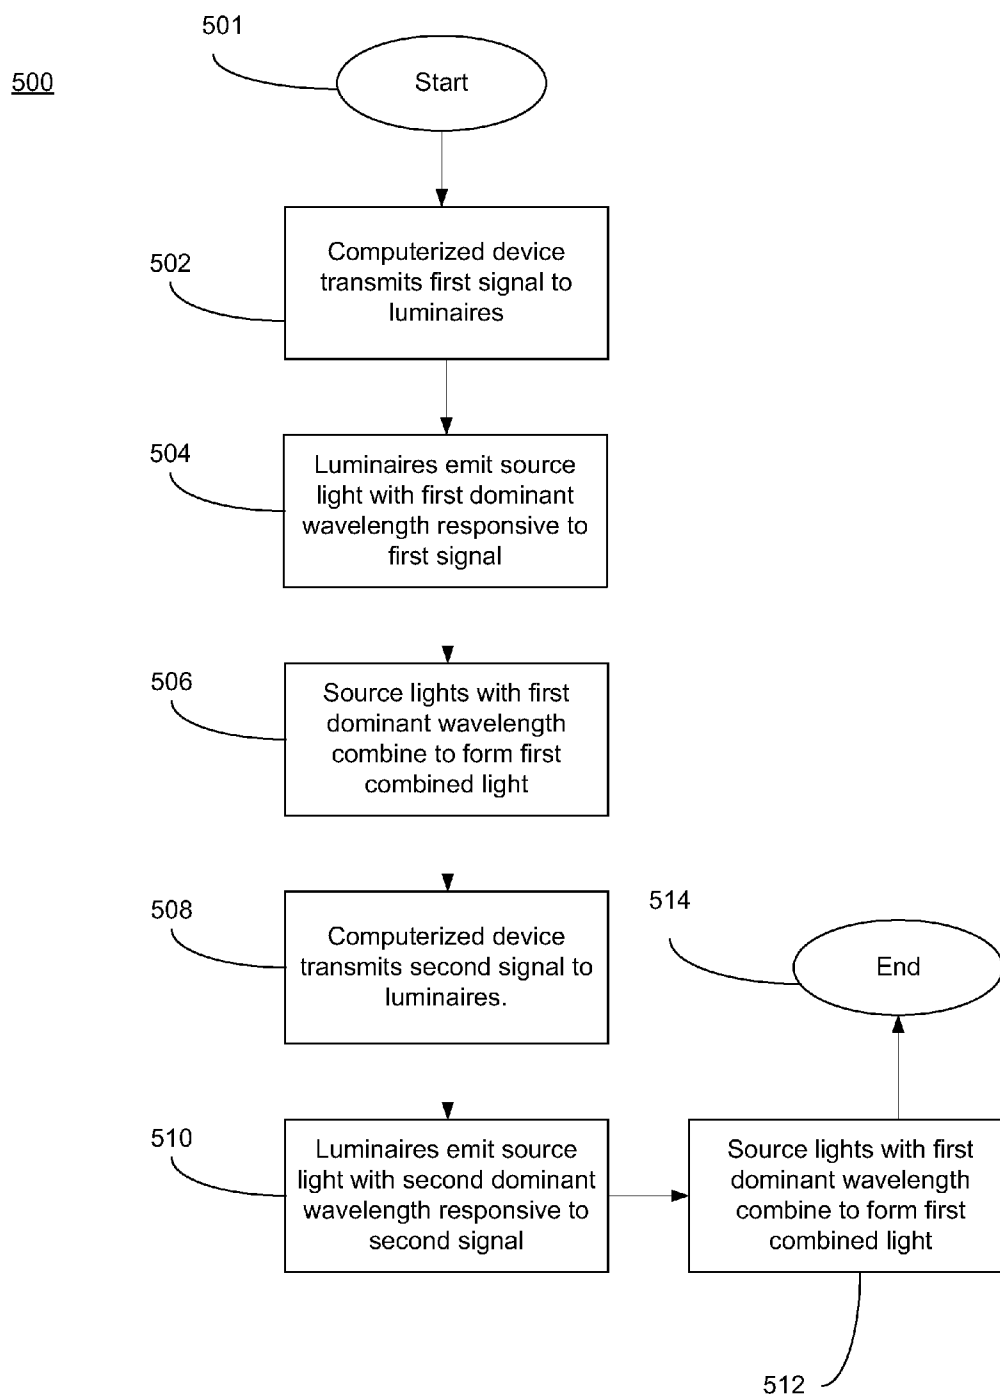 500
501
Start
502
Computerized device
transmits first signal to
luminaires
504
Luminaires emit source
light with first dominant
wavelength responsive to
first signal
506
Source lights with first
dominant wavelength
combine to form first
combined light
508
Computerized device
transmits second signal to
luminaires.
510
Luminaires emit source
light with second dominant
wavelength responsive to
second signal
Source lights with first
dominant wavelength
combine to form first
combined light
512
514
End